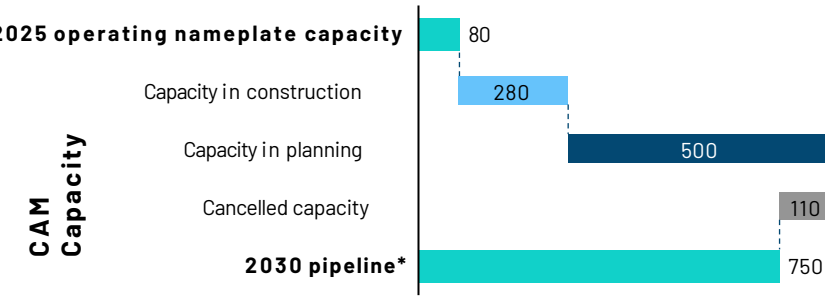 2025 operating nameplate capacity
80
Capacity in construction
280
Capacity in planning
500
CAM
Capacity
Cancelled capacity
110
2030 pipeline*
750